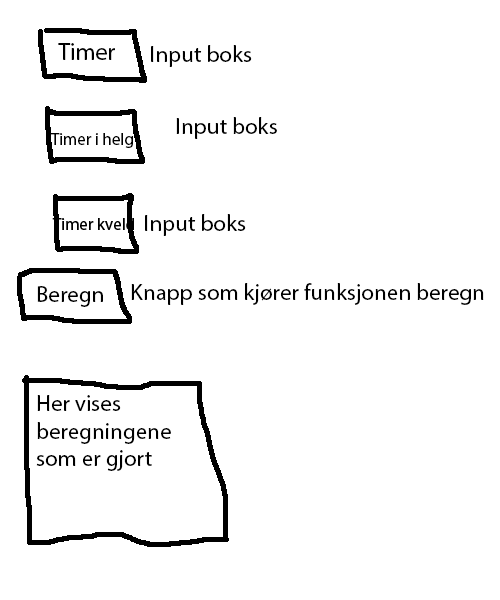 Timer Input boks
Timer i helg Input boks
Timer kveld Input boks
Beregn Knapp som kjører funksjonen beregn
Her vises
beregningene
som er gjort